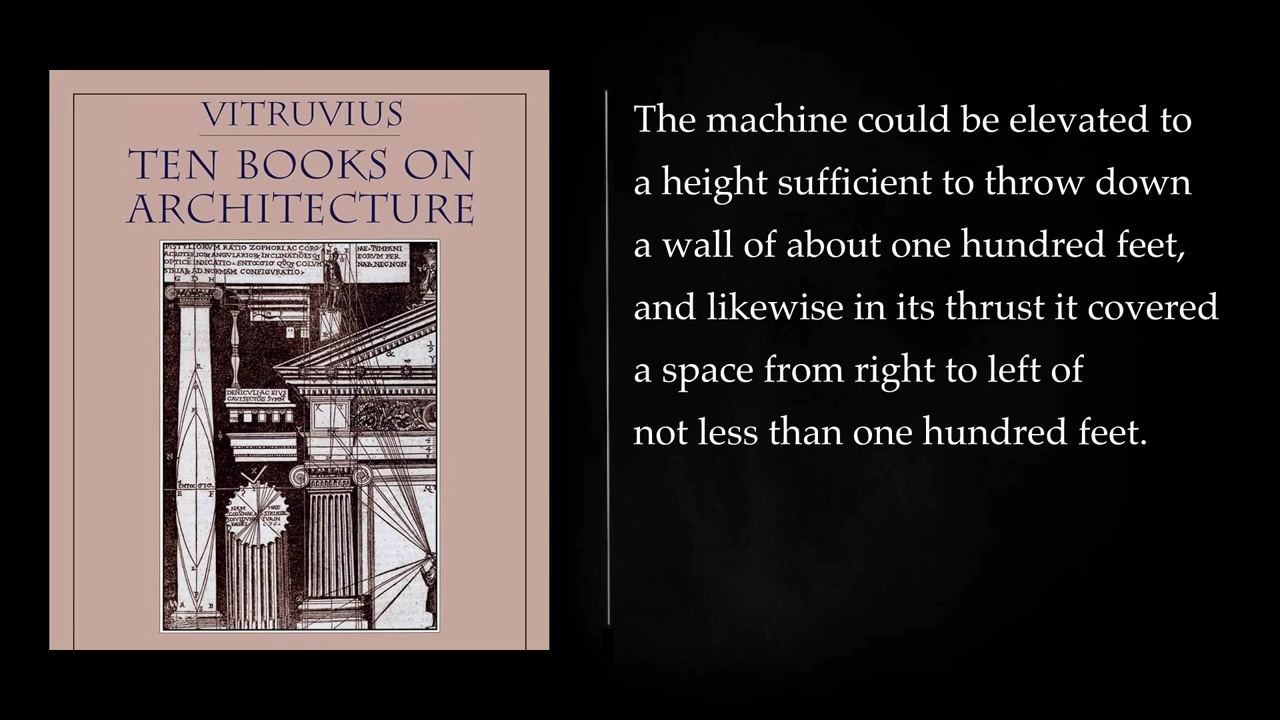 VITRUVIUS
TEN BOOKS ON
ARCHITECTURE
The machine could be elevated to
a height sufficient to throw down
a wall of about one hundred feet,
and likewise in its thrust it covered
a space from right to left of
not less than one hundred feet.